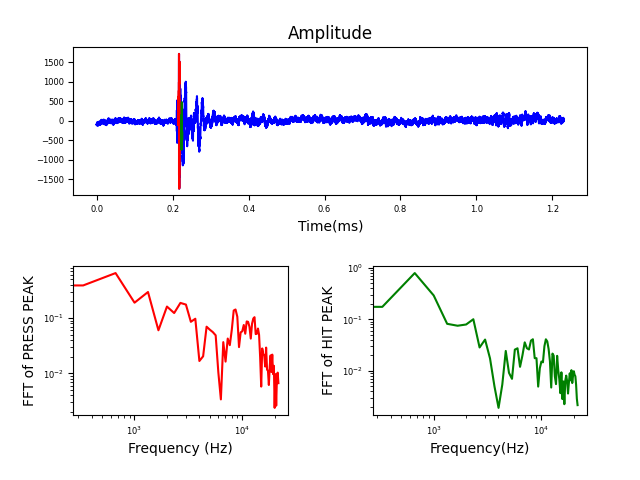 Amplitude
1500
1000
500
0
−500
−1000
−1500
0.0 0.2 0.4 0.6 0.8 1.0 1.2
Time(ms)
FFT of PRESS PEAK
10⁻¹
10⁻²
10³ 10⁴
Frequency (Hz)
FFT of HIT PEAK
10⁰
10⁻¹
10⁻²
10³ 10⁴
Frequency(Hz)